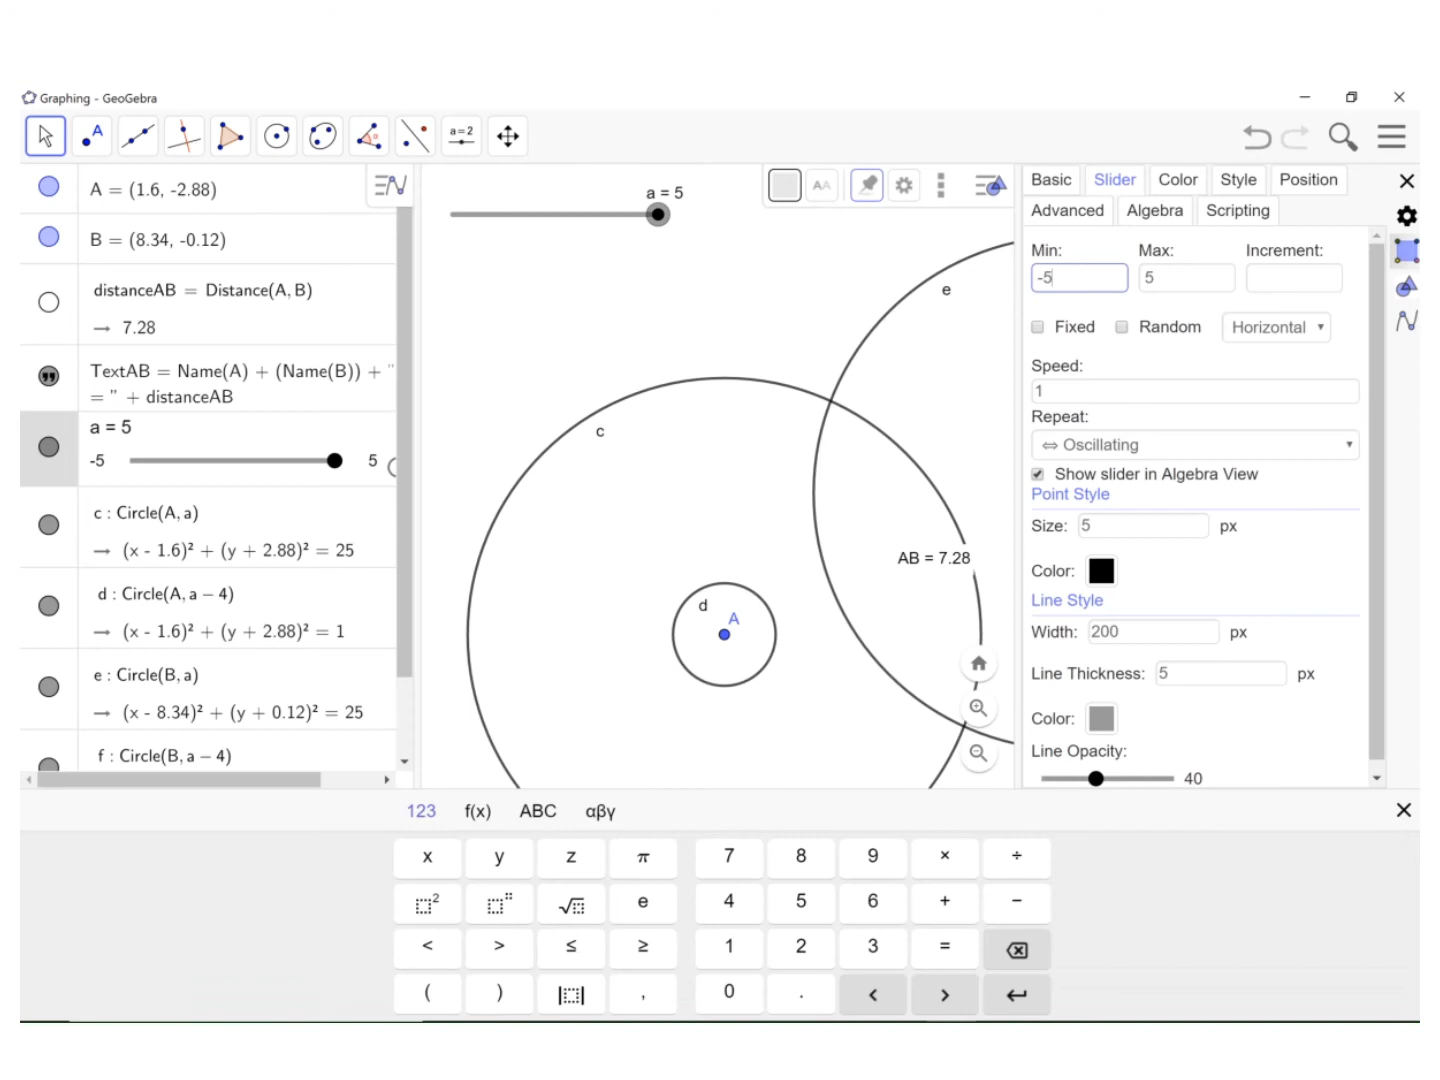 Graphing - GeoGebra
A
a=2
A = (1.6, -2.88)
B = (8.34, -0.12)
distanceAB = Distance(A, B)
→ 7.28
TextAB = Name(A) + (Name(B)) + "
= " + distanceAB
a = 5
-5 5
c : Circle(A, a)
→ (x - 1.6)² + (y + 2.88)² = 25
d : Circle(A, a − 4)
→ (x - 1.6)² + (y + 2.88)² = 1
e : Circle(B, a)
→ (x - 8.34)² + (y + 0.12)² = 25
f : Circle(B, a − 4)
a = 5
AA
e
c
AB = 7.28
d
A
Basic Slider Color Style Position
Advanced Algebra Scripting
Min: Max: Increment:
-5 5
Fixed Random Horizontal
Speed:
1
Repeat:
⇔ Oscillating
Show slider in Algebra View
Point Style
Size: 5 px
Color:
Line Style
Width: 200 px
Line Thickness: 5 px
Color:
Line Opacity:
40
123 f(x) ABC αβγ
x y z π 7 8 9 × ÷
2 e 4 5 6 + −
< > ≤ ≥ 1 2 3 =
( ) , 0 . < >